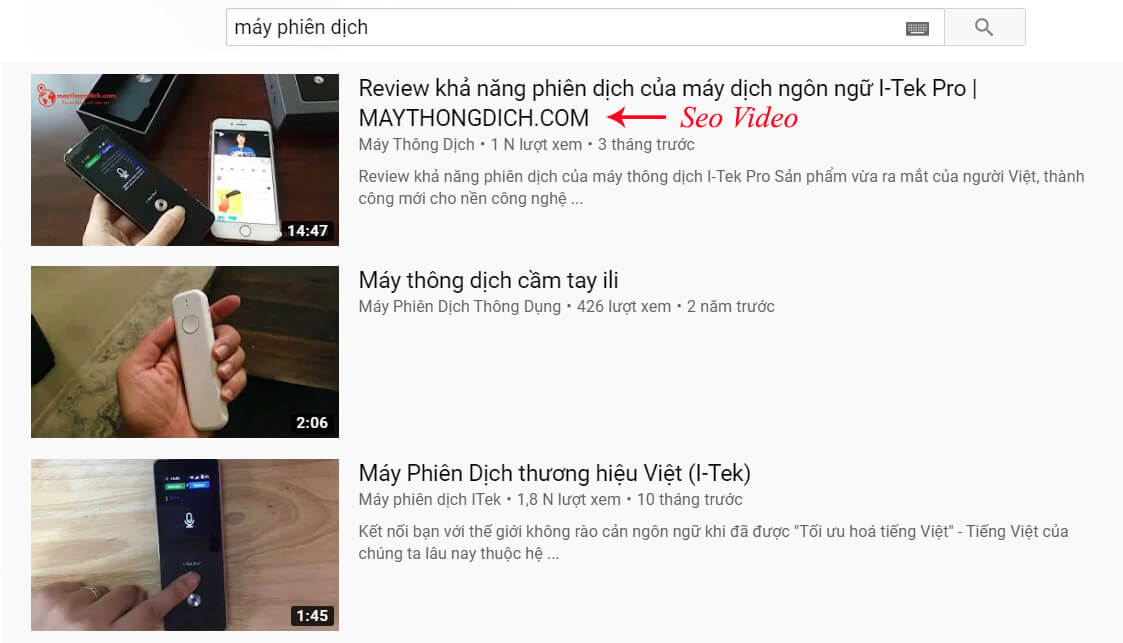 máy phiên dịch
maythongdich.com
Review khả năng phiên dịch của máy dịch ngôn ngữ I-Tek Pro |
MAYTHONGDICH.COM Seo Video
Máy Thông Dịch • 1 N lượt xem • 3 tháng trước
Review khả năng phiên dịch của máy thông dịch I-Tek Pro Sản phẩm vừa ra mắt của người Việt, thành
công mới cho nền công nghệ ...
14:47
Máy thông dịch cầm tay ili
Máy Phiên Dịch Thông Dụng • 426 lượt xem • 2 năm trước
2:06
Máy Phiên Dịch thương hiệu Việt (I-Tek)
Máy phiên dịch ITek • 1,8 N lượt xem • 10 tháng trước
Kết nối bạn với thế giới không rào cản ngôn ngữ khi đã được "Tối ưu hoá tiếng Việt" - Tiếng Việt của
chúng ta lâu nay thuộc hệ ...
1:45